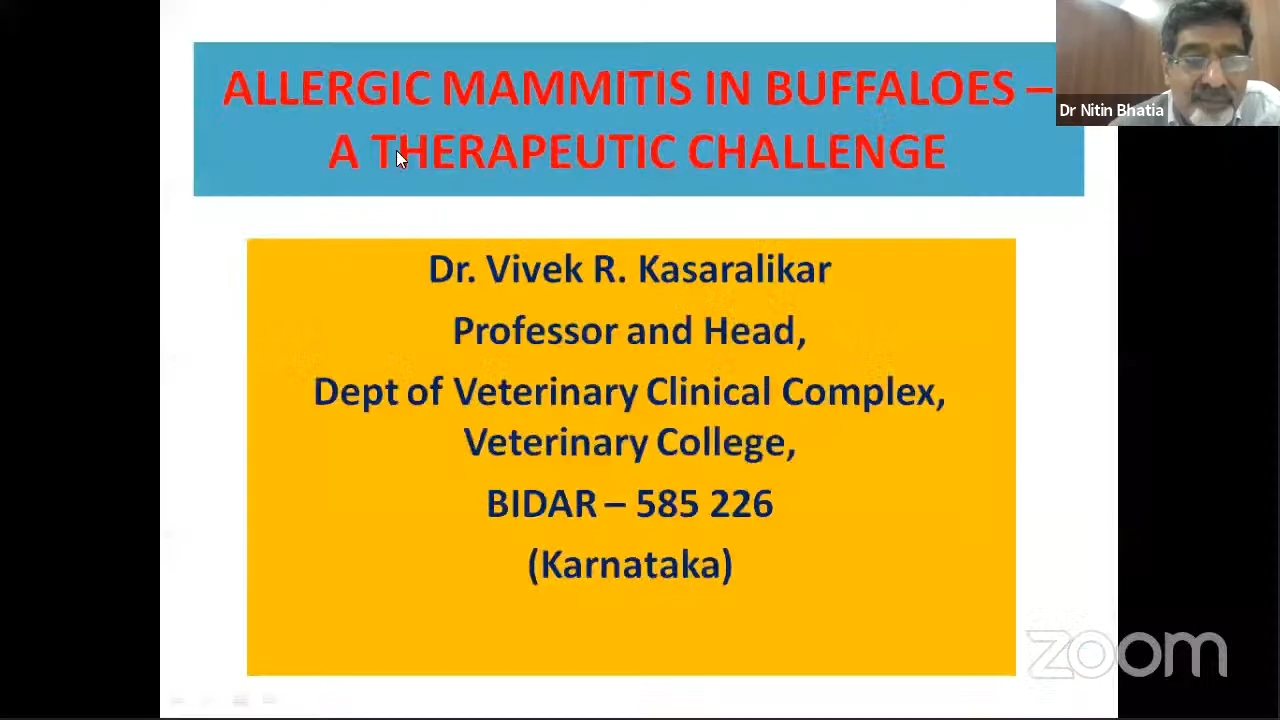 ALLERGIC MAMMITIS IN BUFFALOES –
A THERAPEUTIC CHALLENGE
Dr Nitin Bhatia
Dr. Vivek R. Kasaralikar
Professor and Head,
Dept of Veterinary Clinical Complex,
Veterinary College,
BIDAR – 585 226
(Karnataka)
zoom